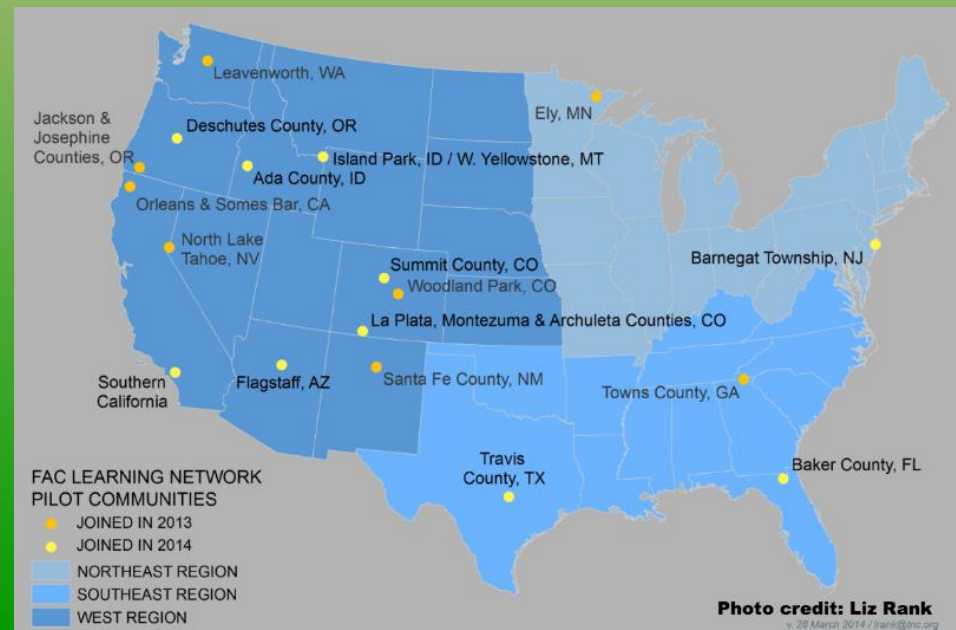 Leavenworth, WA
Ely, MN
Jackson &
Josephine
Counties, OR
Deschutes County, OR
Island Park, ID / W. Yellowstone, MT
Ada County, ID
Orleans & Somes Bar, CA
North Lake
Tahoe, NV
Barnegat Township, NJ
Summit County, CO
Woodland Park, CO
La Plata, Montezuma & Archuleta Counties, CO
Southern
California
Flagstaff, AZ
Santa Fe County, NM
Towns County, GA
Travis
County, TX
Baker County, FL
FAC LEARNING NETWORK
PILOT COMMUNITIES
JOINED IN 2013
JOINED IN 2014
NORTHEAST REGION
SOUTHEAST REGION
WEST REGION
Photo credit: Liz Rank
v. 28 March 2014 / lrank@tnc.org